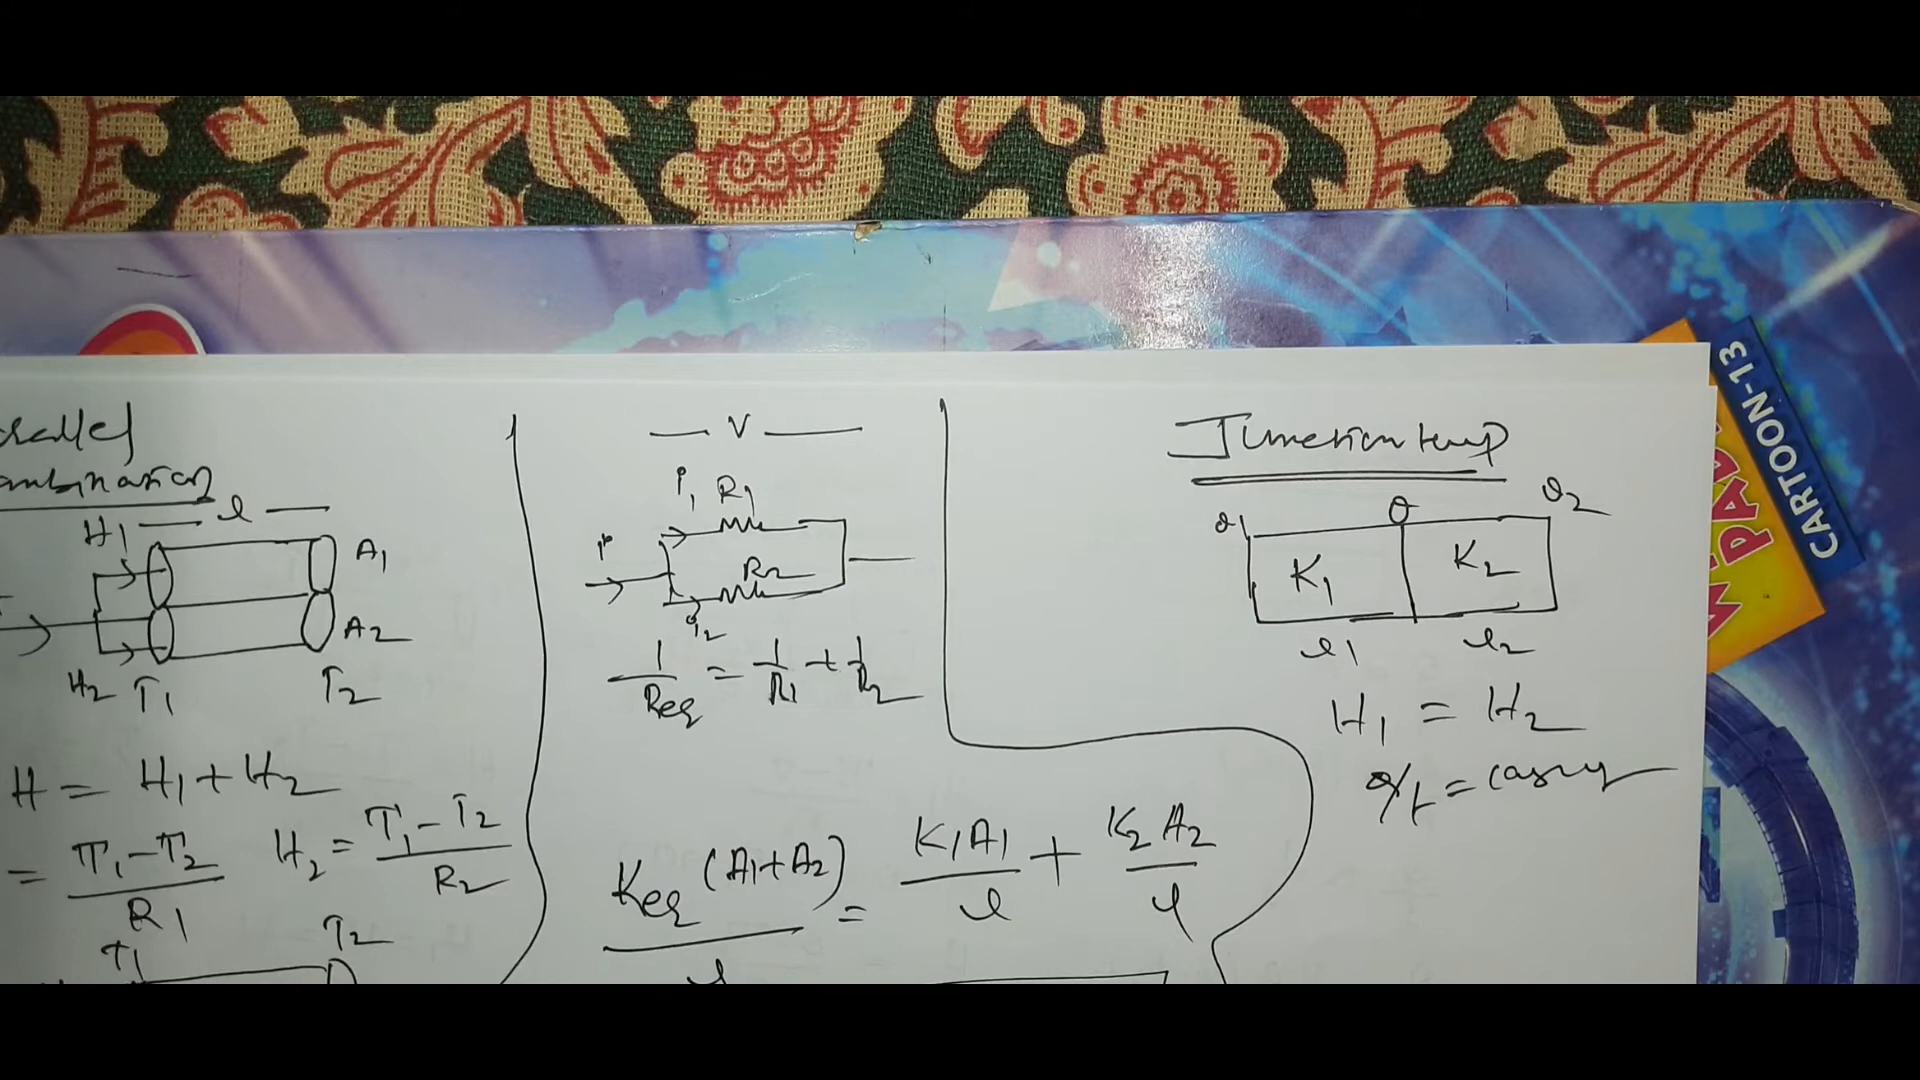 Parallel
Combination
H1 l
A1
A2
H2 T1 T2
H = H1 + H2
= T1 - T2 / R1 H2 = T1 - T2 / R2
T1 T2
V
i1 R1
i
R2
i2
1/Req = 1/R1 + 1/R2
Keq (A1+A2) / l = K1A1 / l + K2A2 / l
Junction temp
θ1 θ θ2
K1 K2
l1 l2
H1 = H2
Q/t =
CARTOON-13